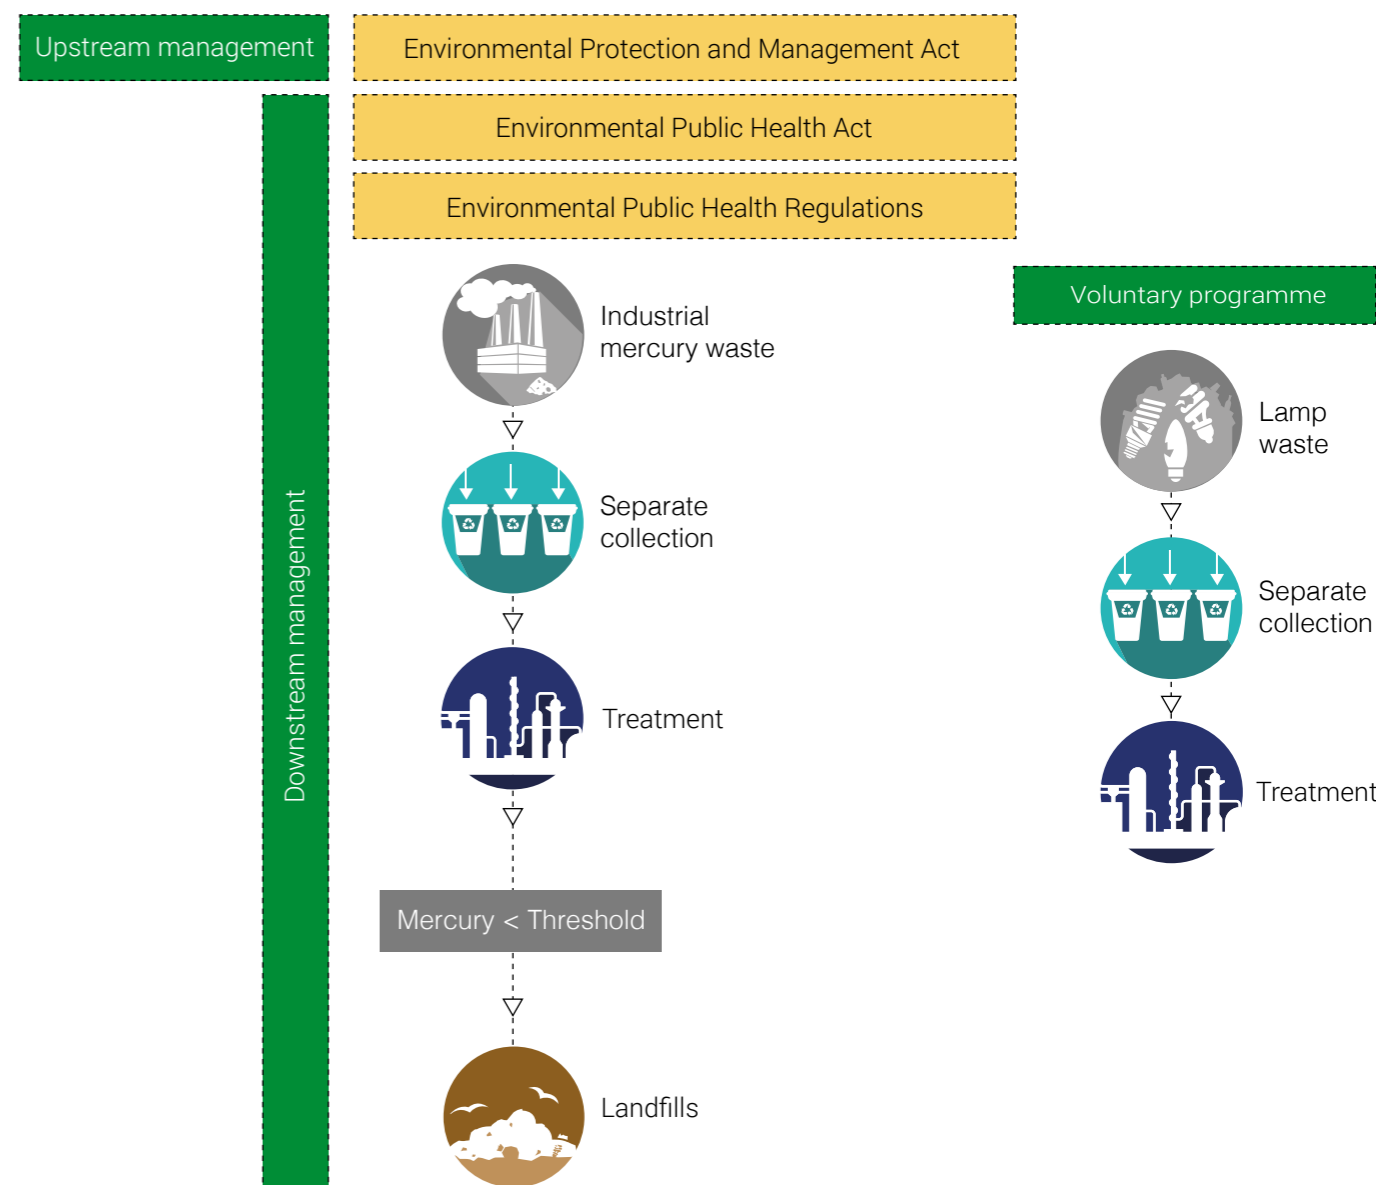 Upstream management
Environmental Protection and Management Act
Environmental Public Health Act
Environmental Public Health Regulations
Downstream management
Industrial
mercury waste
Separate
collection
Treatment
Mercury < Threshold
Landfills
Voluntary programme
Lamp
waste
Separate
collection
Treatment